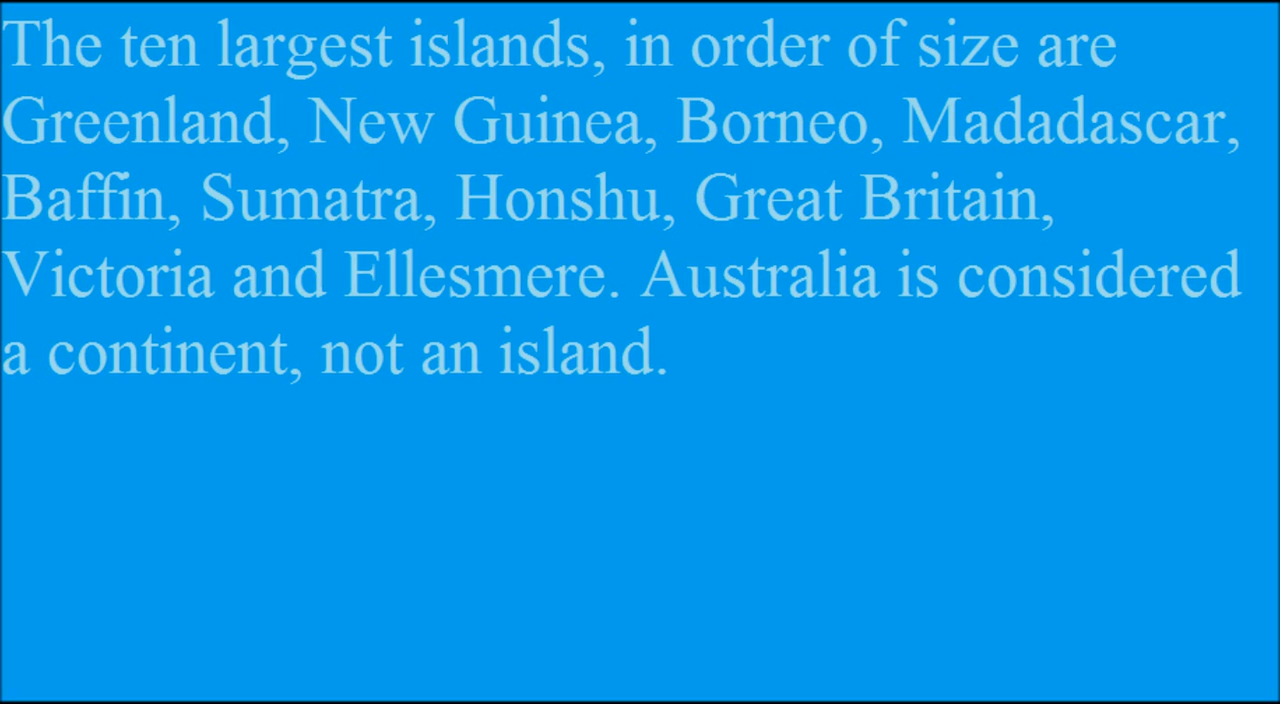 The ten largest islands, in order of size are
Greenland, New Guinea, Borneo, Madadascar,
Baffin, Sumatra, Honshu, Great Britain,
Victoria and Ellesmere. Australia is considered
a continent, not an island.